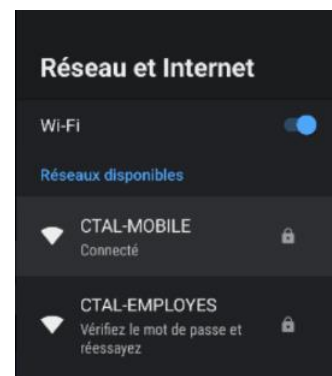 Réseau et Internet
Wi-Fi
Réseaux disponibles
CTAL-MOBILE
Connecté
CTAL-EMPLOYES
Vérifiez le mot de passe et
réessayez